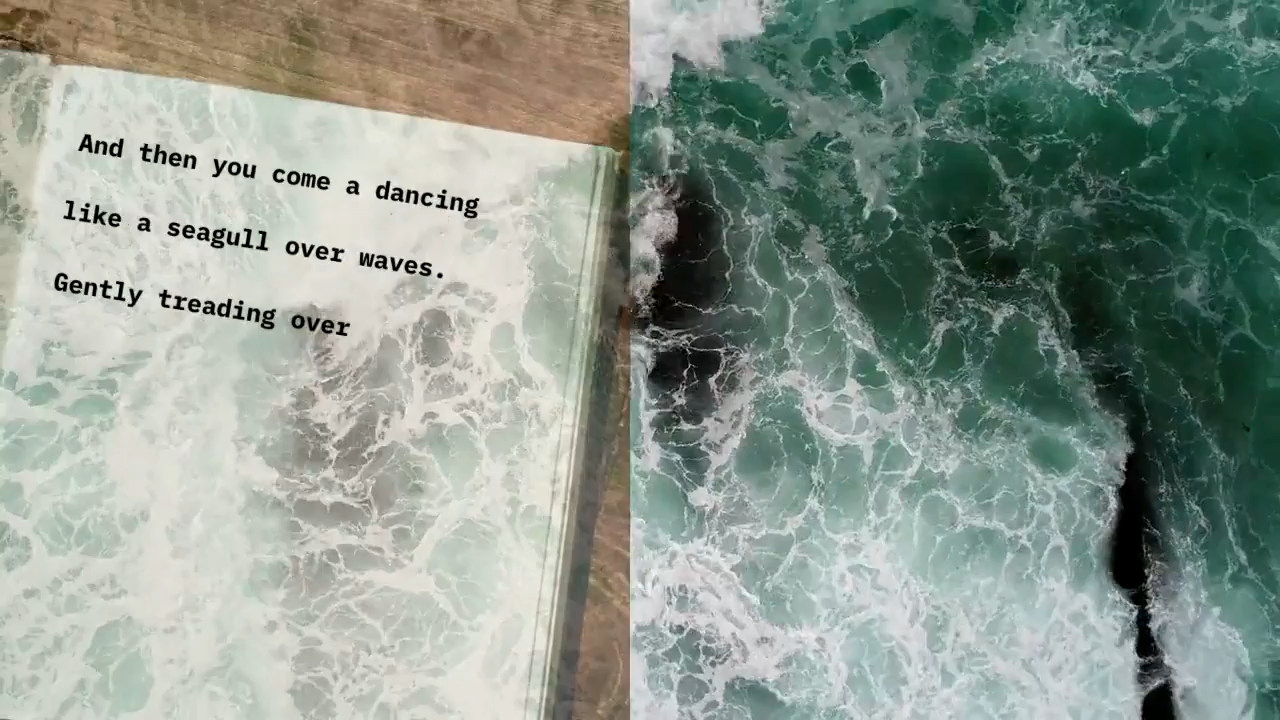 And then you come a dancing
like a seagull over waves.
Gently treading over